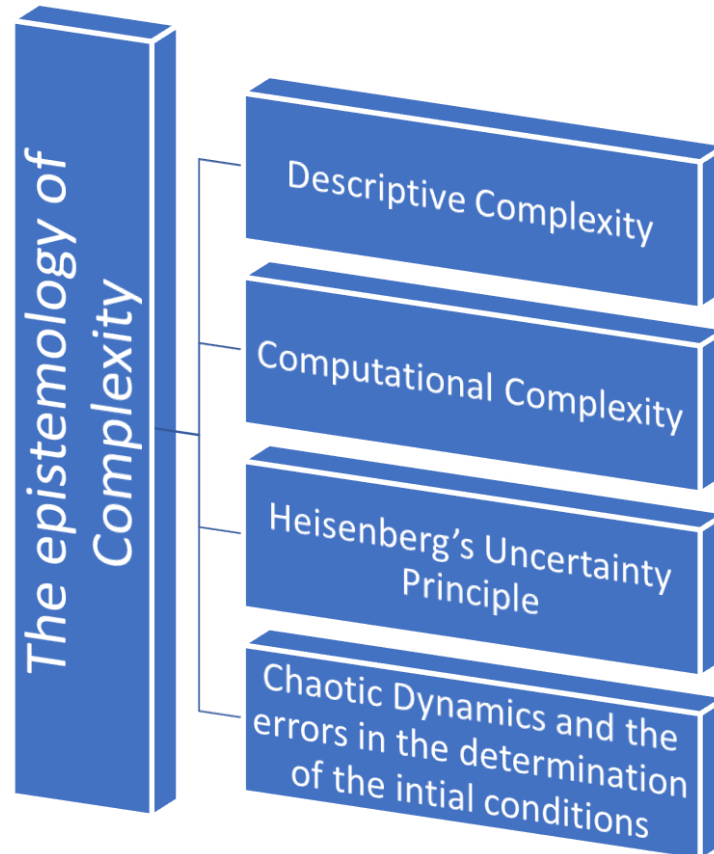 The epistemology of
Complexity
Descriptive Complexity
Computational Complexity
Heisenberg’s Uncertainty
Principle
Chaotic Dynamics and the
errors in the determination
of the intial conditions